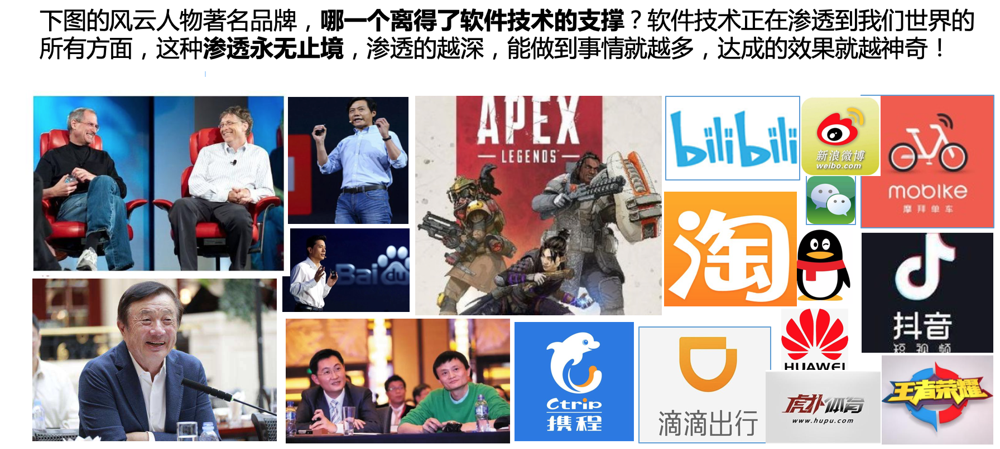 下图的风云人物著名品牌，哪一个离得了软件技术的支撑？软件技术正在渗透到我们世界的
所有方面，这种渗透永无止境，渗透的越深，能做到事情就越多，达成的效果就越神奇！
APEX
LEGENDS
bilibili
新浪微博
weibo.com
mobike
摩拜单车
Baidu
淘
抖音
短视频
HUAWEI
Ctrip
携程
滴滴出行
虎扑体育
www.hupu.com
王者荣耀